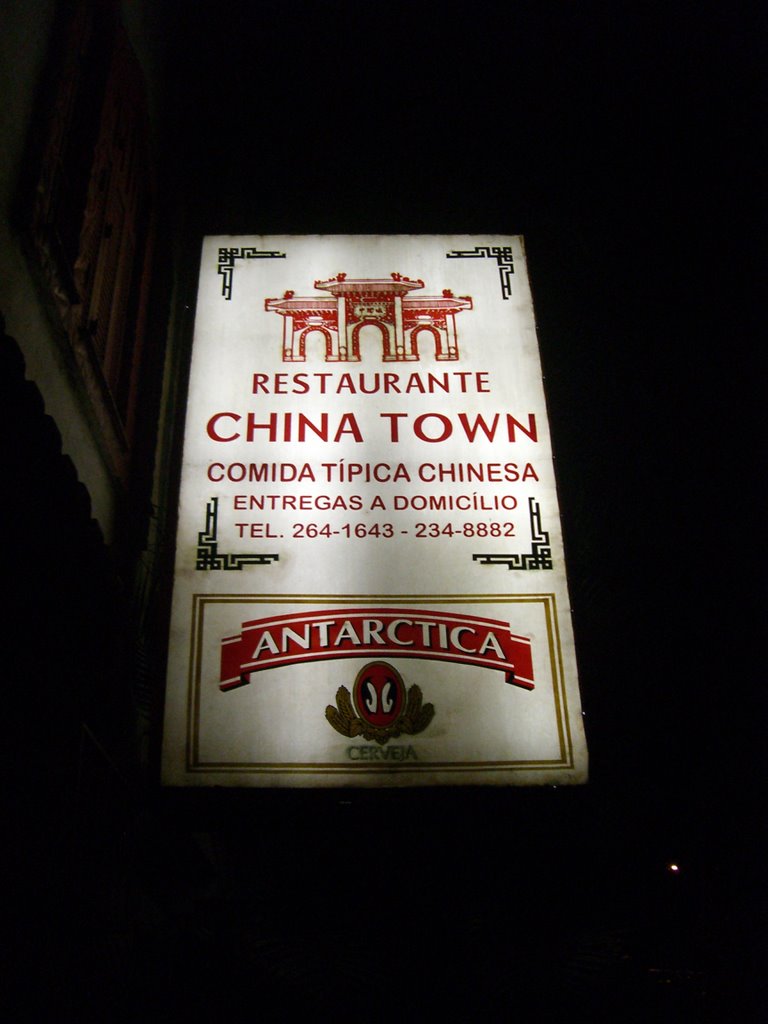 RESTAURANTE
CHINA TOWN
COMIDA TÍPICA CHINESA
ENTREGAS A DOMICÍLIO
TEL. 264-1643 - 234-8882
ANTARCTICA
CERVEJA